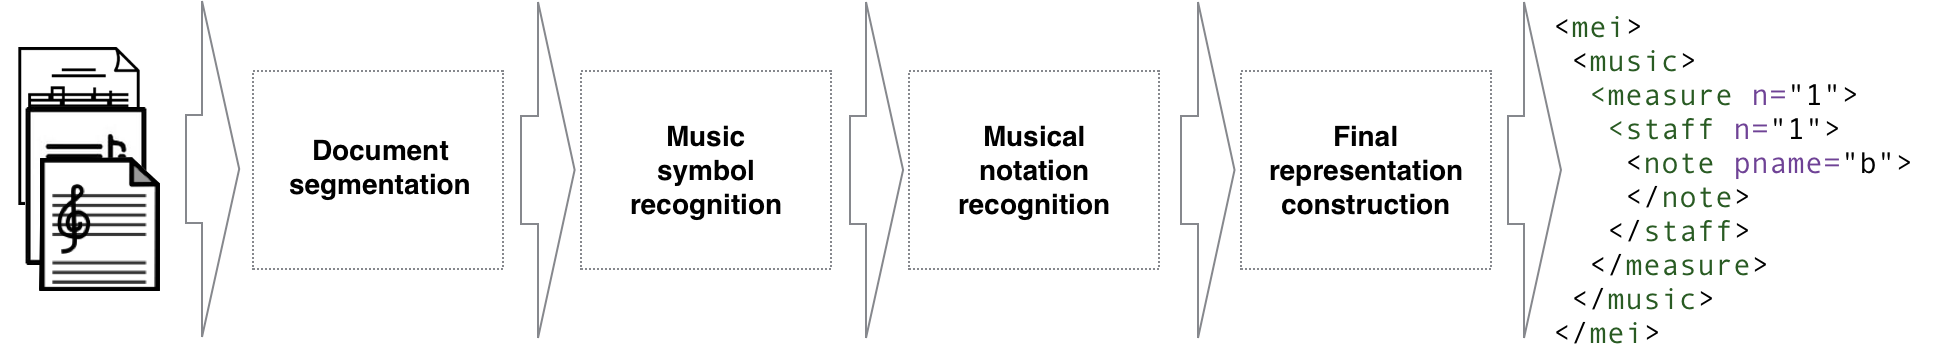 Document
segmentation
Music
symbol
recognition
Musical
notation
recognition
Final
representation
construction
<mei>
<music>
<measure n="1">
<staff n="1">
<note pname="b">
</note>
</staff>
</measure>
</music>
</mei>